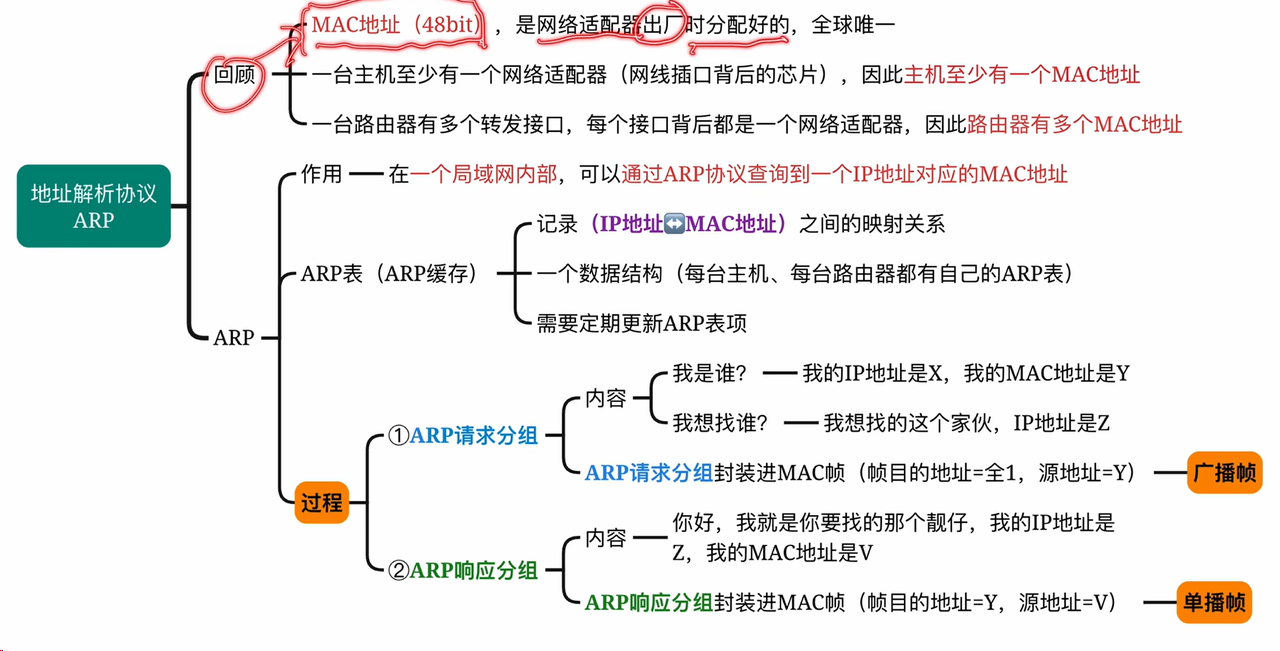 MAC地址（48bit），是网络适配器出厂时分配好的，全球唯一
回顾
一台主机至少有一个网络适配器（网线插口背后的芯片），因此主机至少有一个MAC地址
一台路由器有多个转发接口，每个接口背后都是一个网络适配器，因此路由器有多个MAC地址
地址解析协议
ARP
作用
在一个局域网内部，可以通过ARP协议查询到一个IP地址对应的MAC地址
ARP表（ARP缓存）
记录（IP地址↔️MAC地址）之间的映射关系
一个数据结构（每台主机、每台路由器都有自己的ARP表）
需要定期更新ARP表项
ARP
过程
①ARP请求分组
内容
我是谁？
我的IP地址是X，我的MAC地址是Y
我想找谁？
我想找的这个家伙，IP地址是Z
ARP请求分组封装进MAC帧（帧目的地址=全1，源地址=Y）
广播帧
②ARP响应分组
内容
你好，我就是你要找的那个靓仔，我的IP地址是
Z，我的MAC地址是V
ARP响应分组封装进MAC帧（帧目的地址=Y，源地址=V）
单播帧